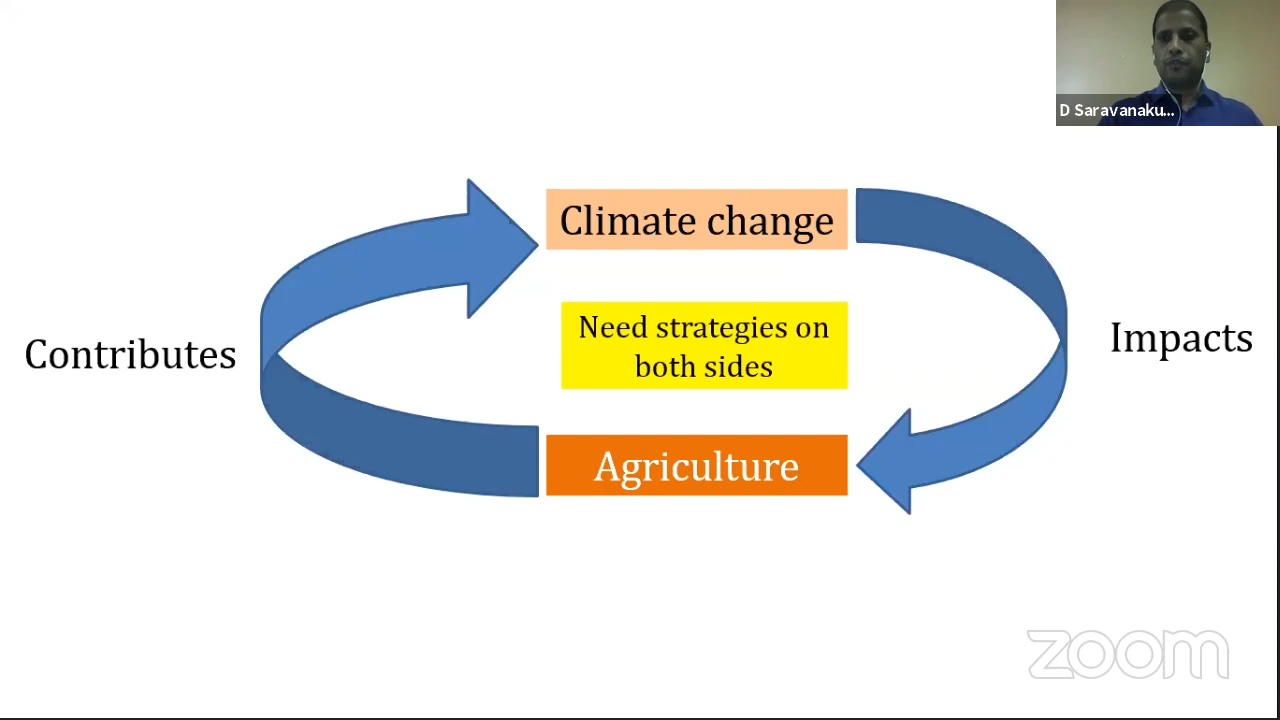 D Saravanaku...
Climate change
Need strategies on
both sides
Contributes
Impacts
Agriculture
zoom